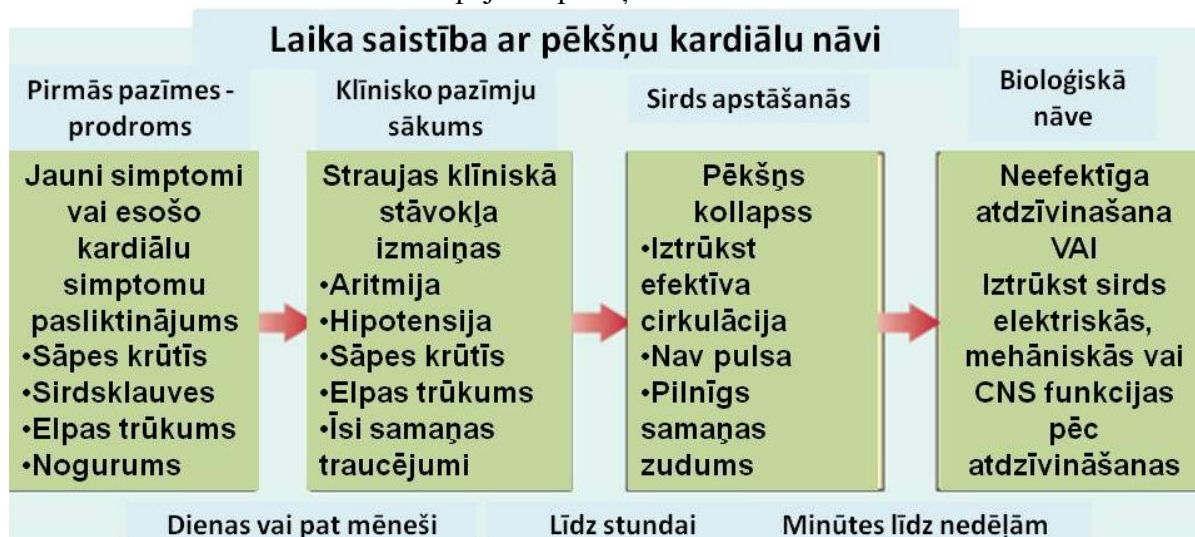 Laika saistība ar pēkšņu kardiālu nāvi
Pirmās pazīmes -
prodroms
Jauni simptomi
vai esošo
kardiālu
simptomu
pasliktinājums
•Sāpes krūtīs
•Sirdsklauves
•Elpas trūkums
•Nogurums
Klīnisko pazīmju
sākums
Straujas klīniskā
stāvokļa
izmaiņas
•Aritmija
•Hipotensija
•Sāpes krūtīs
•Elpas trūkums
•Īsi samaņas
traucējumi
Sirds apstāšanās
Pēkšņs
kollapss
•Iztrūkst
efektīva
cirkulācija
•Nav pulsa
•Pilnīgs
samaņas
zudums
Bioloģiskā
nāve
Neefektīga
atdzīvinašana
VAI
Iztrūkst sirds
elektriskās,
mehāniskās vai
CNS funkcijas
pēc
atdzīvināšanas
Dienas vai pat mēneši
Līdz stundai
Minūtes līdz nedēļām